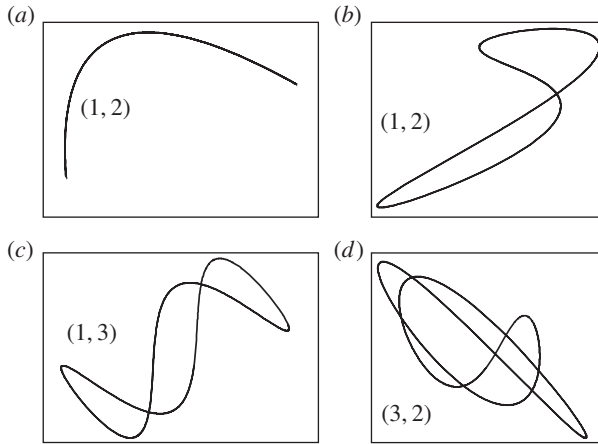 (a)
(1, 2)
(b)
(1, 2)
(c)
(1, 3)
(d)
(3, 2)